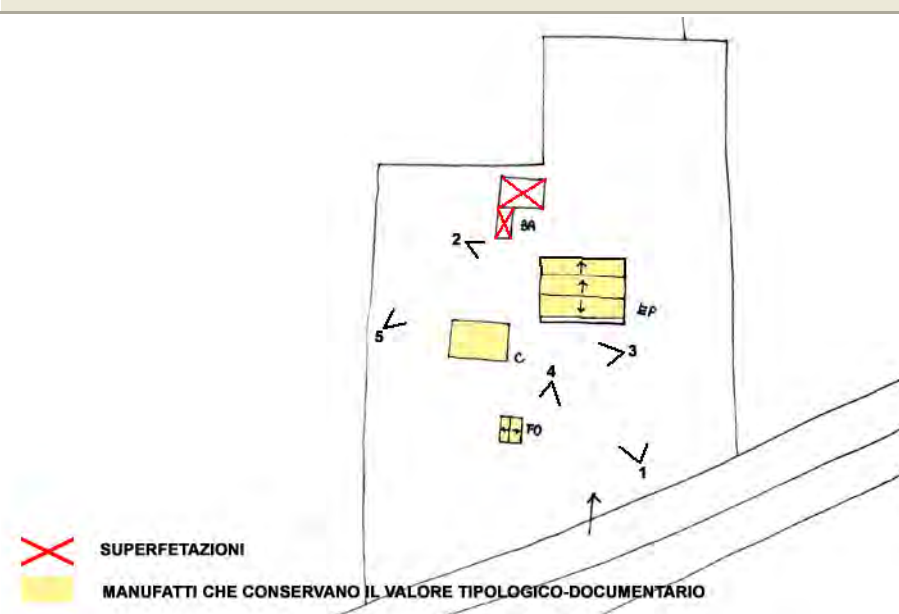 BA
2
EP
5
C
3
4
FO
1
SUPERFETAZIONI
MANUFATTI CHE CONSERVANO IL VALORE TIPOLOGICO-DOCUMENTARIO